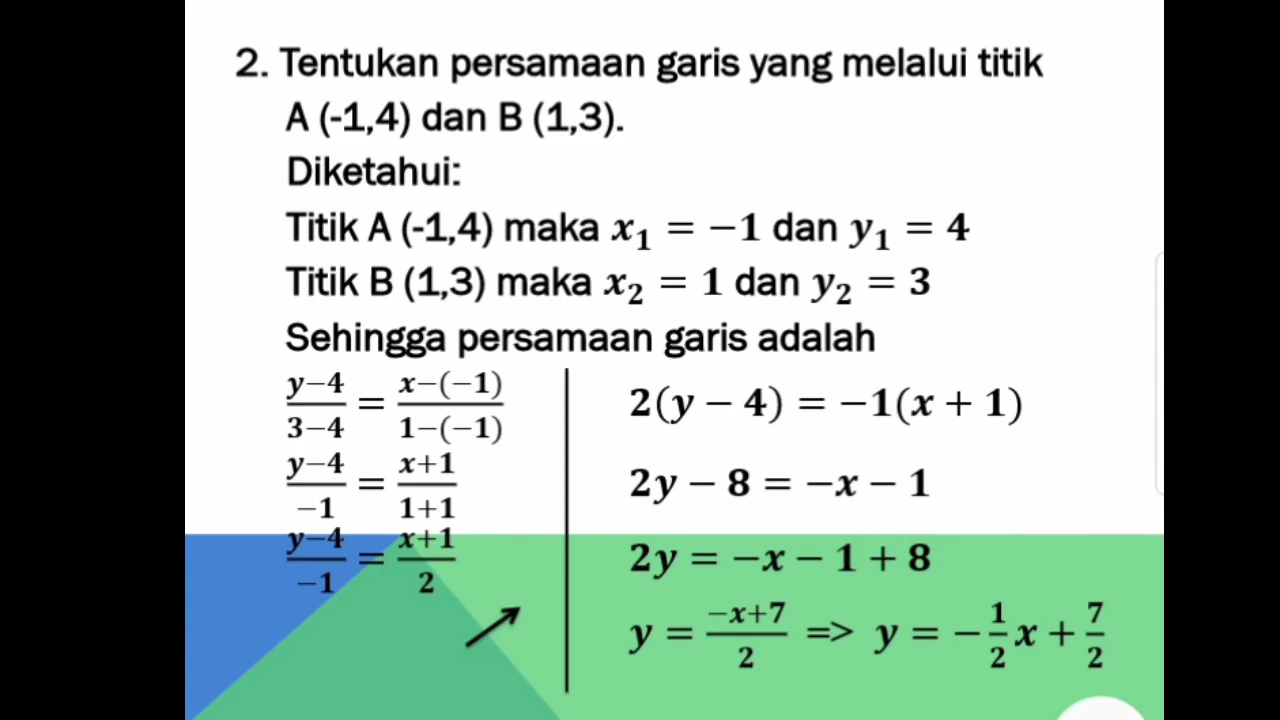 2. Tentukan persamaan garis yang melalui titik
A (-1,4) dan B (1,3).
Diketahui:
Titik A (-1,4) maka x₁ = −1 dan y₁ = 4
Titik B (1,3) maka x₂ = 1 dan y₂ = 3
Sehingga persamaan garis adalah
(y−4)/(3−4) = (x−(−1))/(1−(−1))
(y−4)/(−1) = (x+1)/(1+1)
(y−4)/(−1) = (x+1)/2
2(y − 4) = −1(x + 1)
2y − 8 = −x − 1
2y = −x − 1 + 8
y = (−x+7)/2 => y = −1/2 x + 7/2